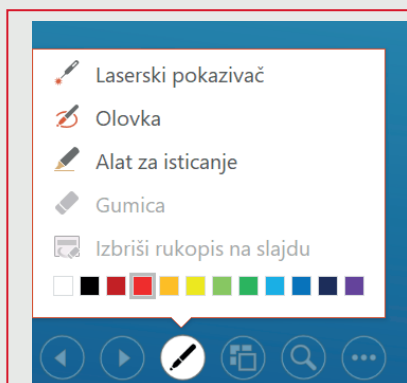 Laserski pokazivač
Olovka
Alat za isticanje
Gumica
Izbriši rukopis na slajdu